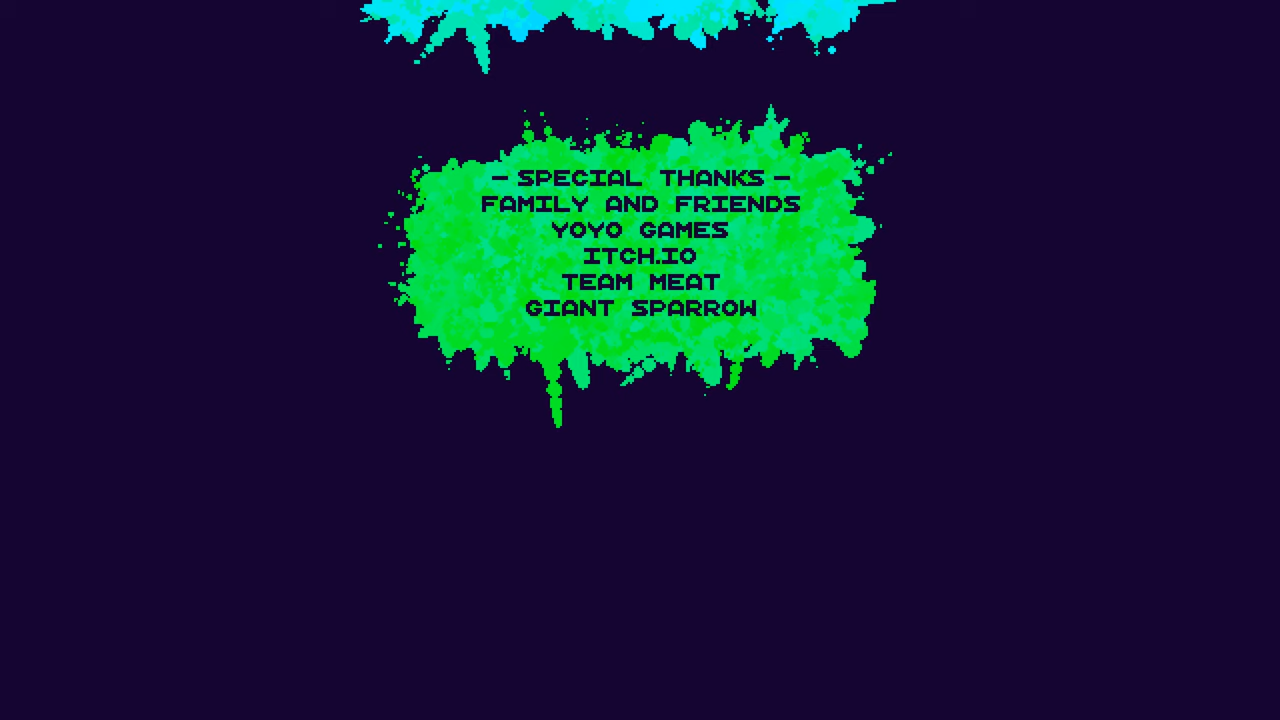 - SPECIAL THANKS -
FAMILY AND FRIENDS
YOYO GAMES
ITCH.IO
TEAM MEAT
GIANT SPARROW